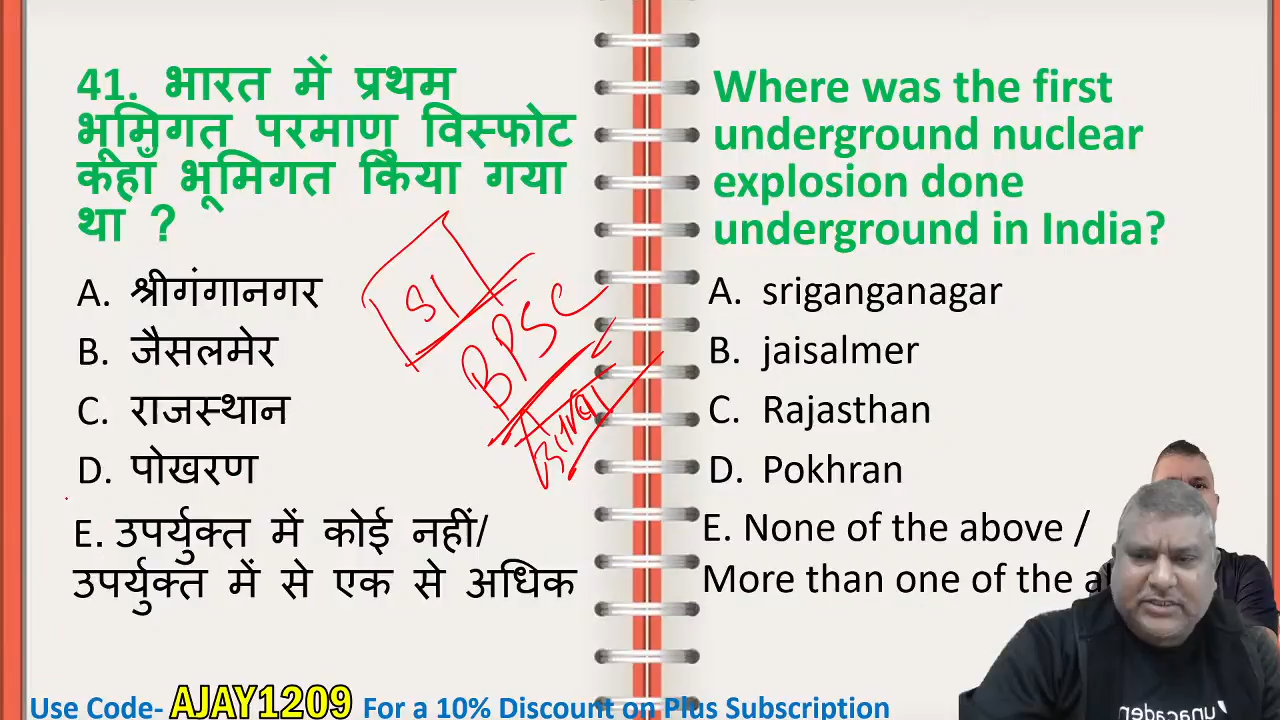 41. भारत में प्रथम
भूमिगत परमाणु विस्फोट
कहाँ भूमिगत किया गया
था ?
A. श्रीगंगानगर
B. जैसलमेर
C. राजस्थान
D. पोखरण
E. उपर्युक्त में कोई नहीं/
उपर्युक्त में से एक से अधिक
SI
BPSC
Where was the first
underground nuclear
explosion done
underground in India?
A. sriganganagar
B. jaisalmer
C. Rajasthan
D. Pokhran
E. None of the above /
More than one of the
Use Code- AJAY1209 For a 10% Discount on Plus Subscription